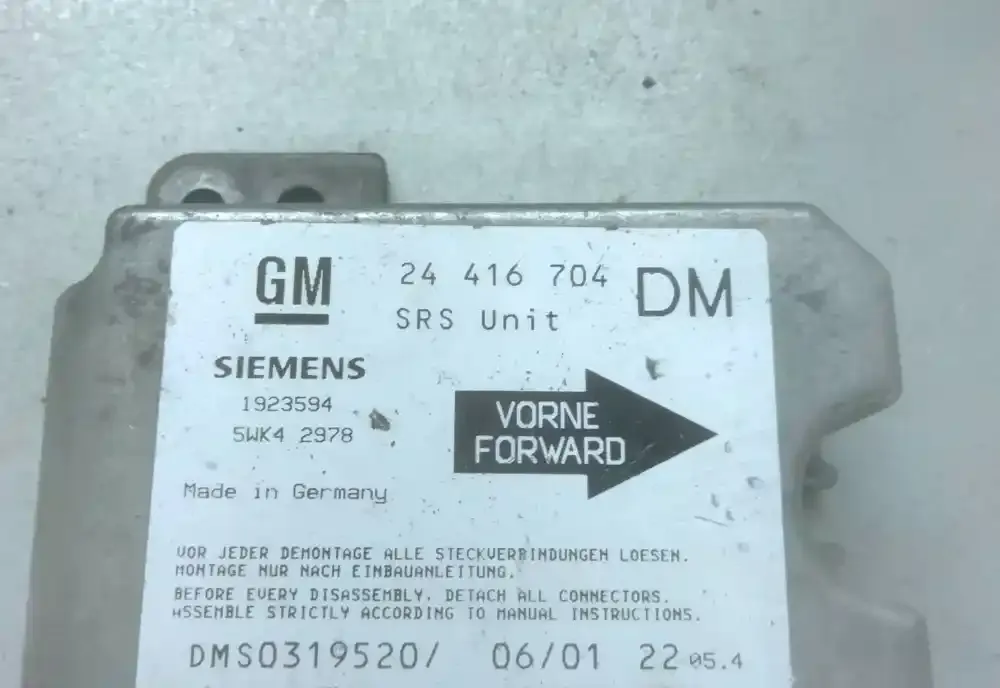 GM 24 416 704 DM
SRS Unit
SIEMENS
1923594
5WK4 2978
VORNE
FORWARD
Made in Germany
VOR JEDER DEMONTAGE ALLE STECKVERBINDUNGEN LOESEN.
MONTAGE NUR NACH EINBAUANLEITUNG.
BEFORE EVERY DISASSEMBLY. DETACH ALL CONNECTORS.
ASSEMBLE STRICTLY ACCORDING TO MANUAL INSTRUCTIONS.
DMS0319520/ 06/01 22 05.4